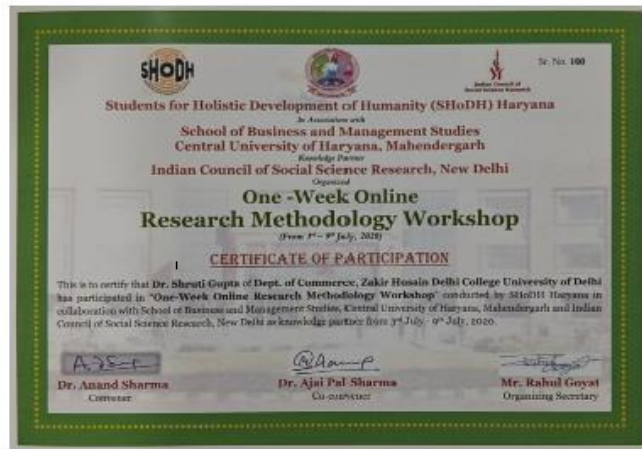 SHODH
Indian Council of
Social Science Research
Sr. No. 100
Students for Holistic Development of Humanity (SHoDH) Haryana
In Association with
School of Business and Management Studies
Central University of Haryana, Mahendergarh
Knowledge Partner
Indian Council of Social Science Research, New Delhi
Organized
One -Week Online
Research Methodology Workshop
(From 3rd – 9th July, 2020)
CERTIFICATE OF PARTICIPATION
This is to certify that Dr. Shruti Gupta of Dept. of Commerce, Zakir Husain Delhi College University of Delhi
has participated in "One-Week Online Research Methodology Workshop" conducted by SHoDH Haryana in
collaboration with School of Business and Management Studies, Central University of Haryana, Mahendergarh and Indian
Council of Social Science Research, New Delhi as knowledge partner from 3rd July - 9th July, 2020.
Dr. Anand Sharma
Convener
Dr. Ajai Pal Sharma
Co-convener
Mr. Rahul Goyat
Organizing Secretary